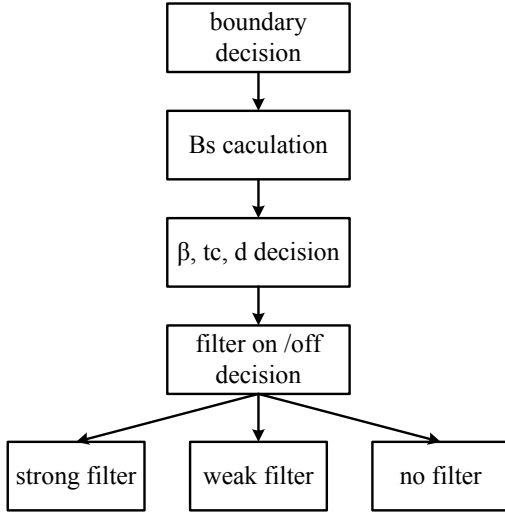 boundary
decision
Bs caculation
β, tc, d decision
filter on /off
decision
strong filter
weak filter
no filter